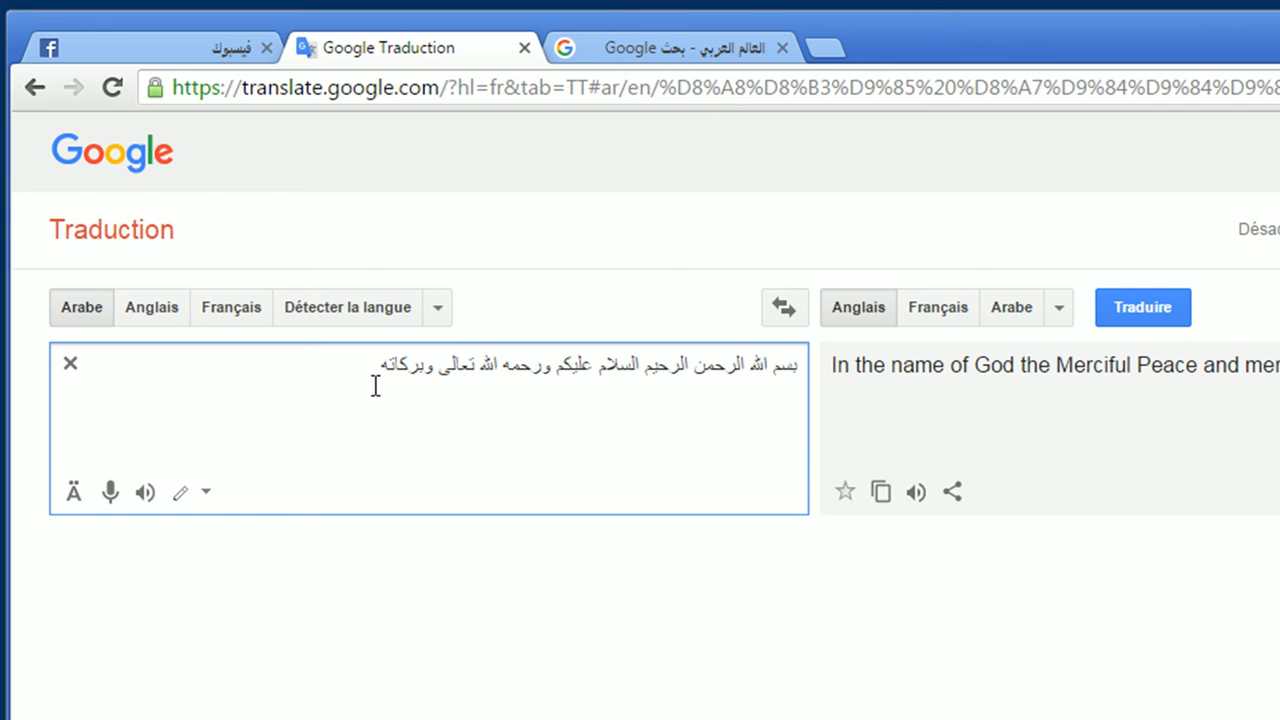 فيسبوك
Google Traduction
العالم العربي - بحث Google
https://translate.google.com/?hl=fr&tab=TT#ar/en/%D8%A8%D8%B3%D9%85%20%D8%A7%D9%84%D9%84%D9%8
Google
Traduction
Désac
Arabe Anglais Français Détecter la langue
Anglais Français Arabe Traduire
بسم الله الرحمن الرحيم السلام عليكم ورحمه الله تعالى وبركاته
In the name of God the Merciful Peace and mer
Ä